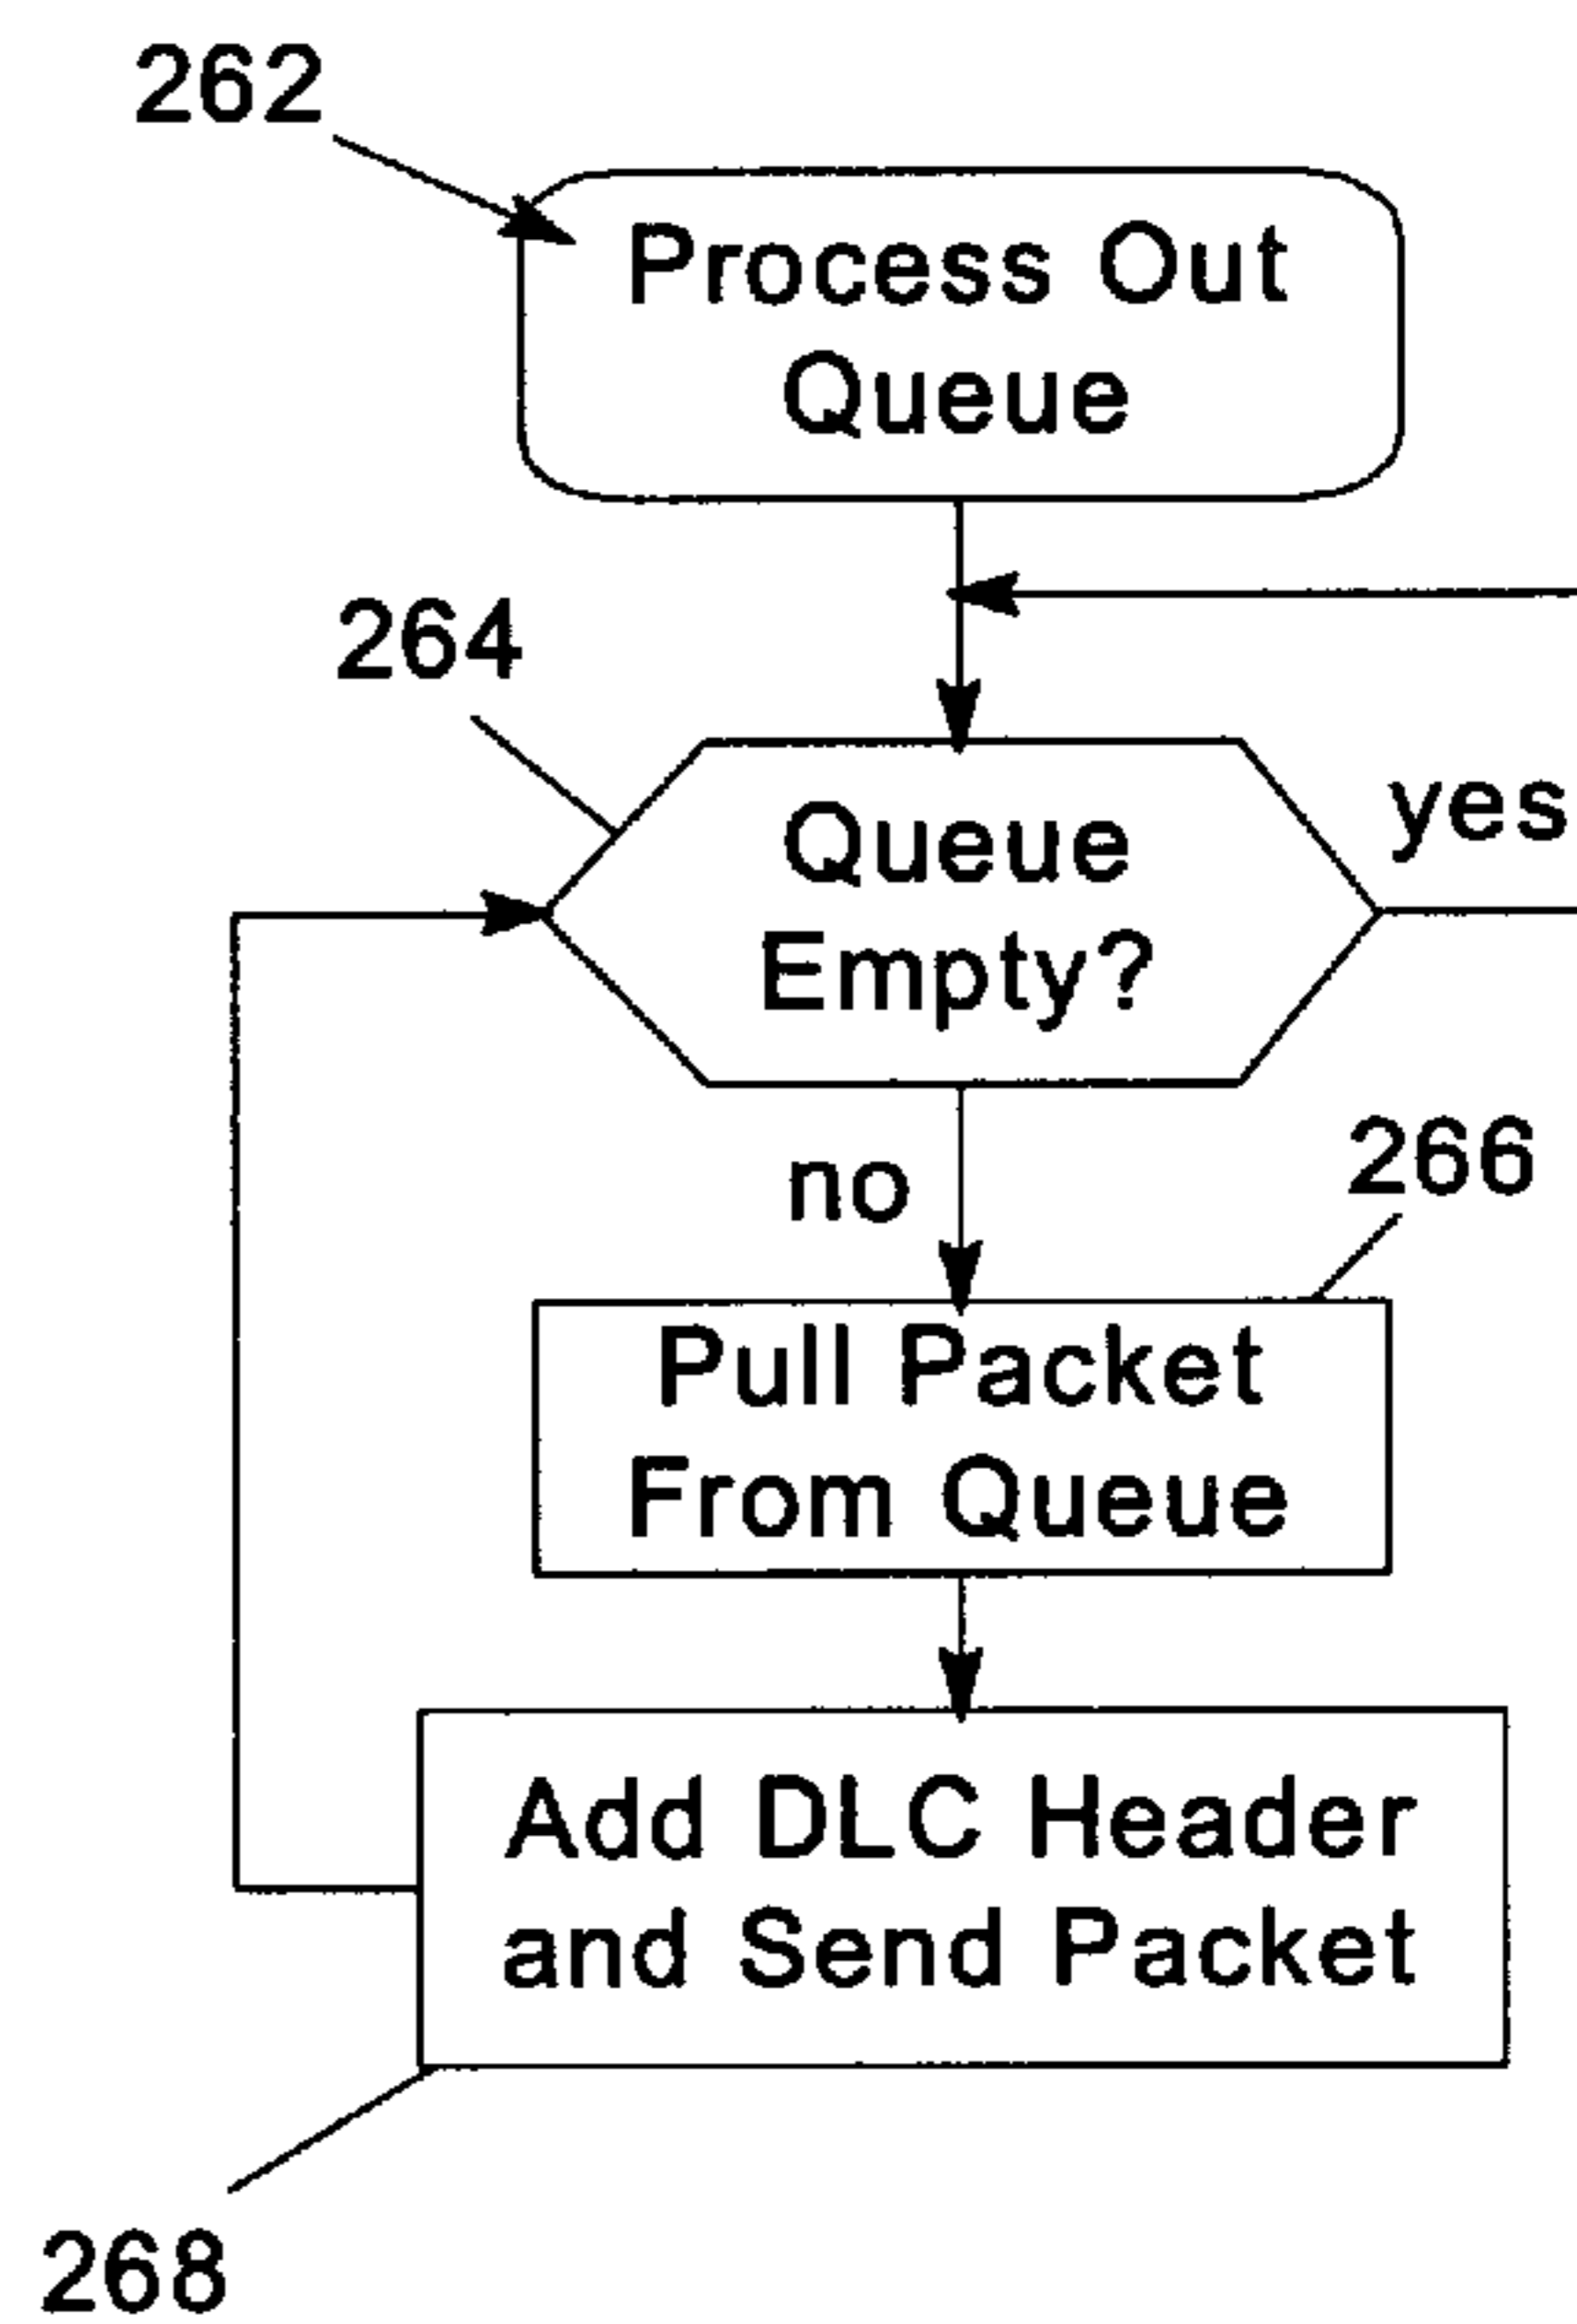 262
Process Out
Queue
264
Queue
Empty?
yes
no
266
Pull Packet
From Queue
Add DLC Header
and Send Packet
268